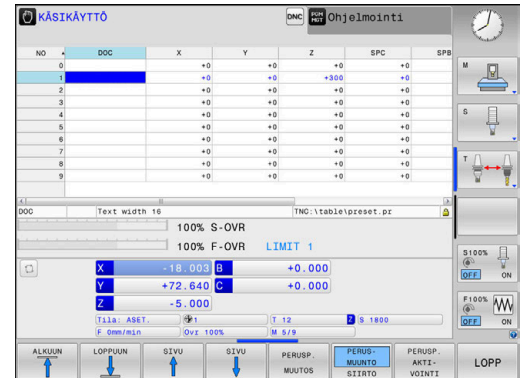 KÄSIKÄYTTÖ DNC PGM MGT Ohjelmointi
NO DOC X Y Z SPC SPB
0 +0 +0 +0 +0
1 +0 +0 +300 +0
2 +0 +0 +0 +0
3 +0 +0 +0 +0
4 +0 +0 +0 +0
5 +0 +0 +0 +0
6 +0 +0 +0 +0
7 +0 +0 +0 +0
8 +0 +0 +0 +0
9 +0 +0 +0 +0
DOC Text width 16 TNC:\table\preset.pr
100% S-OVR
100% F-OVR LIMIT 1
X -18.003 B +0.000
Y +72.640 C +0.000
Z -5.000
Tila: ASET. 1 T 12 Z S 1800
F 0mm/min Ovr 100% M 5/9
M
S
T
S100%
OFF ON
F100%
OFF ON
ALKUUN LOPPUUN SIVU SIVU PERUSP. MUUTOS PERUS- MUUNTO SIIRTO PERUSP. AKTI- VOINTI LOPP